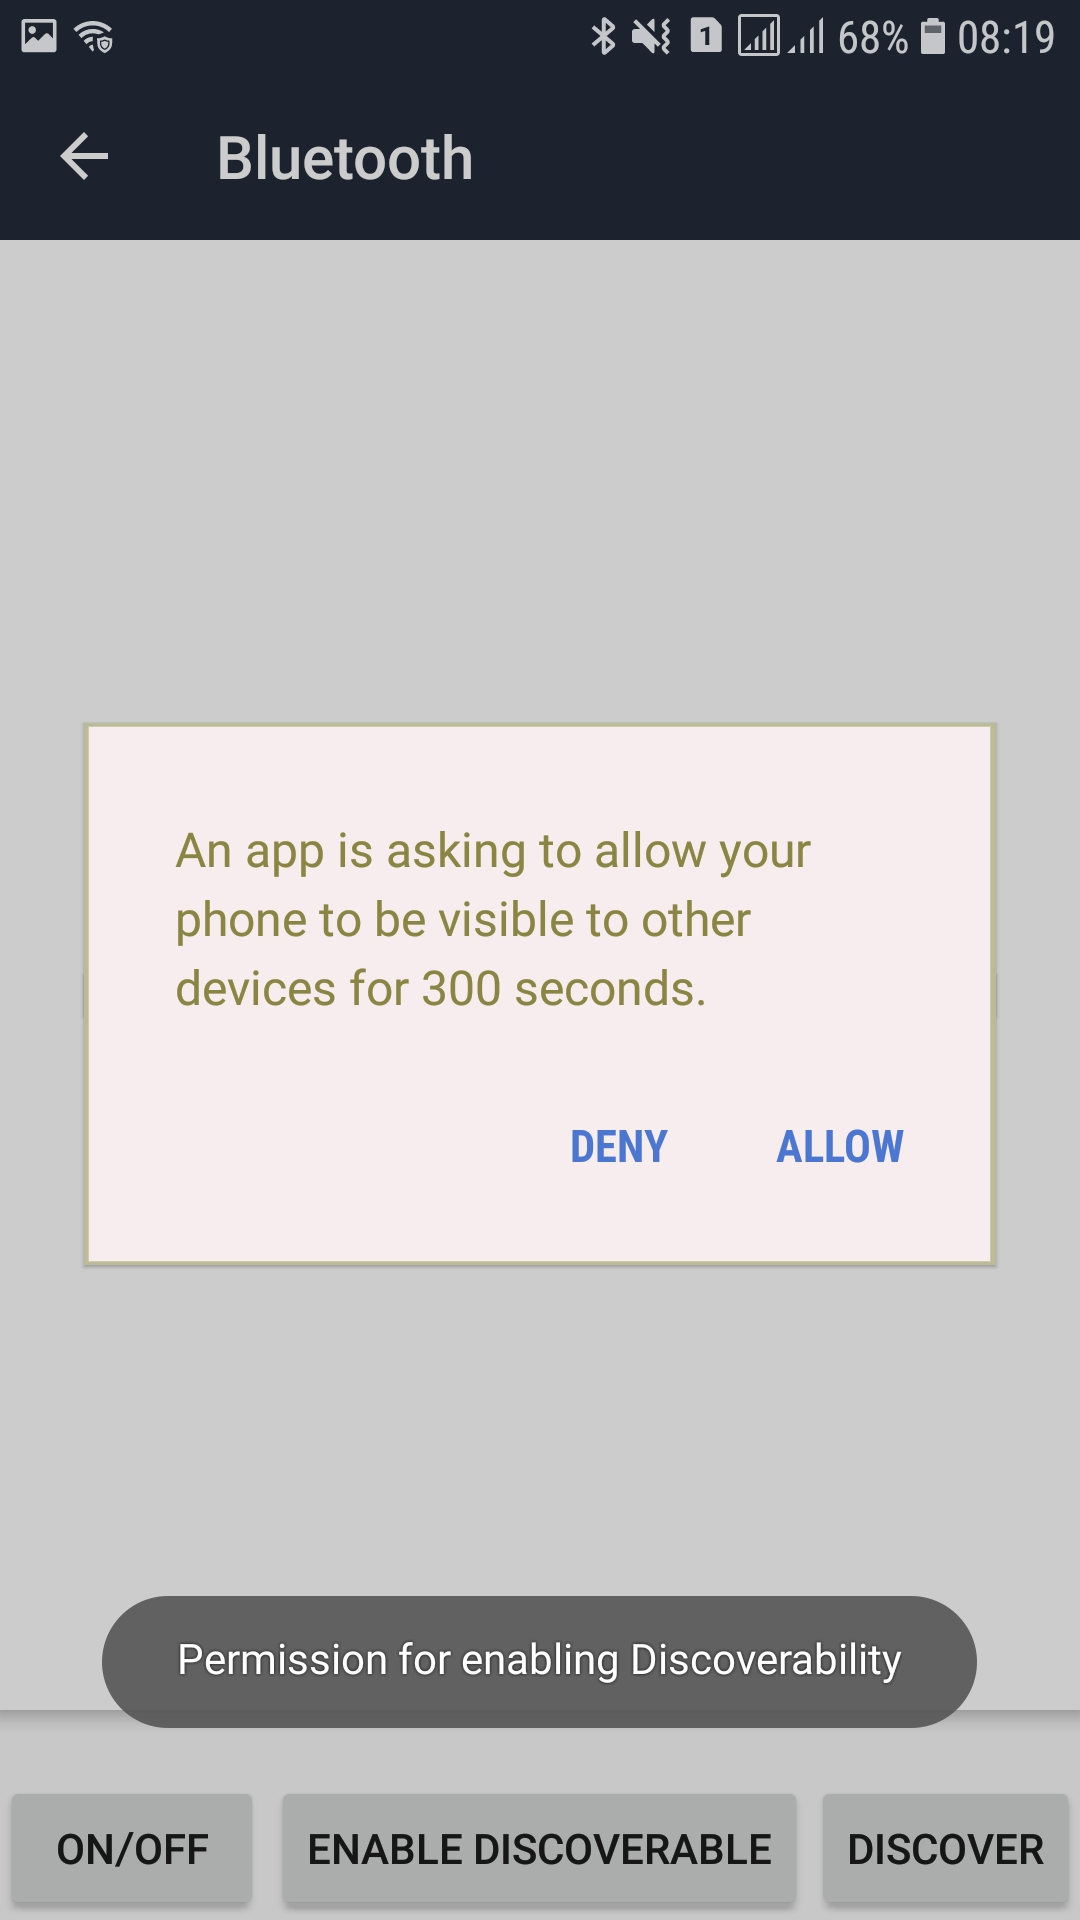 1 68% 08:19
Bluetooth
An app is asking to allow your
phone to be visible to other
devices for 300 seconds.
DENY ALLOW
Permission for enabling Discoverability
ON/OFF ENABLE DISCOVERABLE DISCOVER